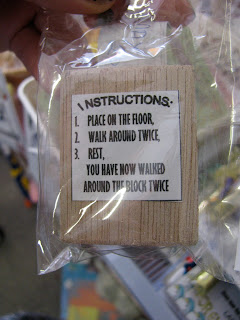 INSTRUCTIONS:-
1. PLACE ON THE FLOOR,
2. WALK AROUND TWICE,
3. REST,
YOU HAVE NOW WALKED
AROUND THE BLOCK TWICE